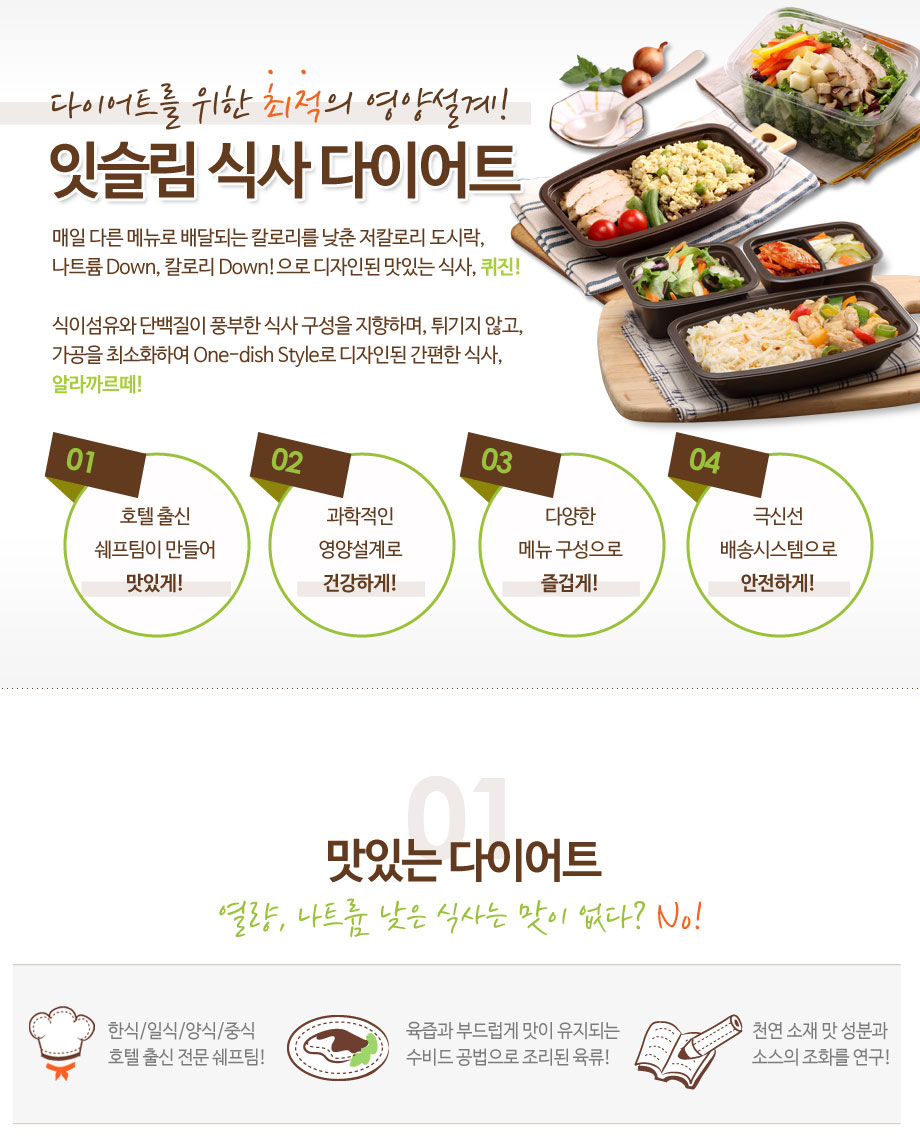 다이어트를 위한 최적의 영양설계!
잇슬림 식사 다이어트
매일 다른 메뉴로 배달되는 칼로리를 낮춘 저칼로리 도시락,
나트륨 Down, 칼로리 Down! 으로 디자인된 맛있는 식사, 퀴진!
식이섬유와 단백질이 풍부한 식사 구성을 지향하며, 튀기지 않고,
가공을 최소화하여 One-dish Style로 디자인된 간편한 식사,
알라까르떼!
01
호텔 출신
쉐프팀이 만들어
맛있게!
02
과학적인
영양설계로
건강하게!
03
다양한
메뉴 구성으로
즐겁게!
04
극신선
배송시스템으로
안전하게!
01
맛있는 다이어트
열량, 나트륨 낮은 식사는 맛이 없다? No!
한식/일식/양식/중식
호텔 출신 전문 쉐프팀!
육즙과 부드럽게 맛이 유지되는
수비드 공법으로 조리된 육류!
천연 소재 맛 성분과
소스의 조화를 연구!